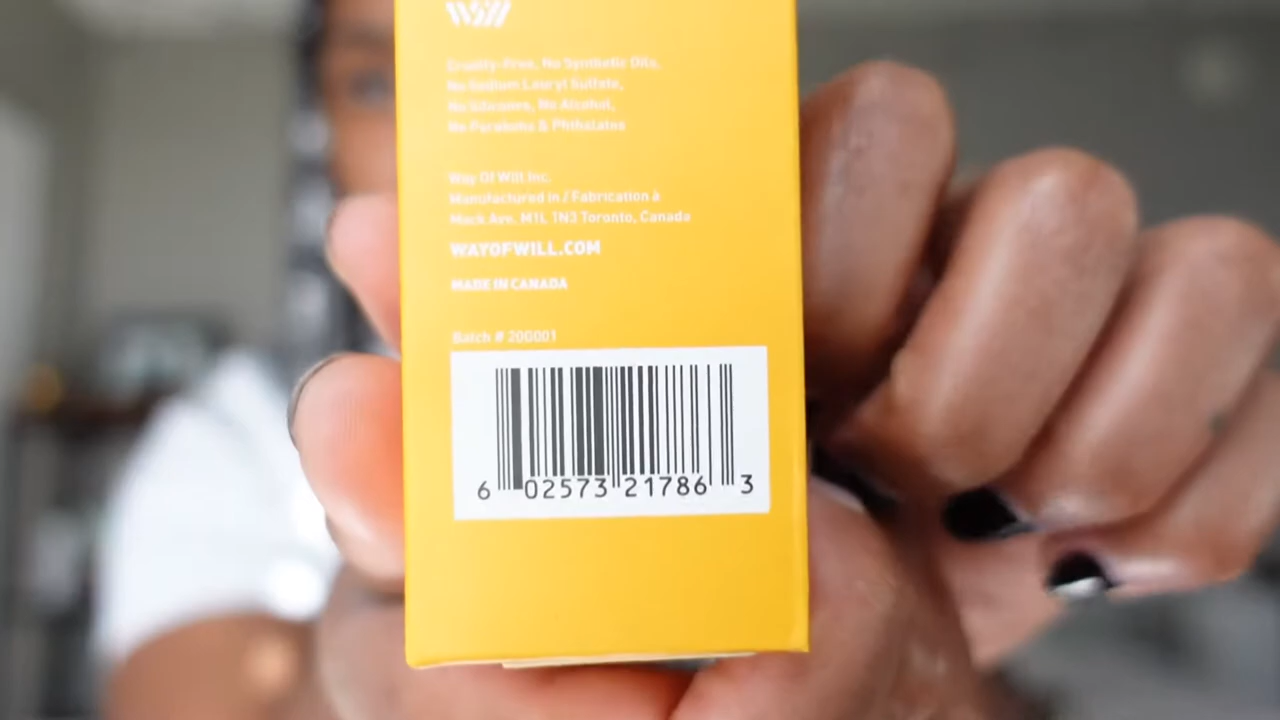 WSW
Cruelty-Free, No Synthetic Oils,
No Sodium Lauryl Sulfate,
No Silicones, No Alcohol,
No Parabens & Phthalates
Way Of Will Inc.
Manufactured in / Fabrication à
Mack Ave. M1L 1N3 Toronto, Canada
WAYOFWILL.COM
MADE IN CANADA
Batch # 200001
6 02573 21786 3